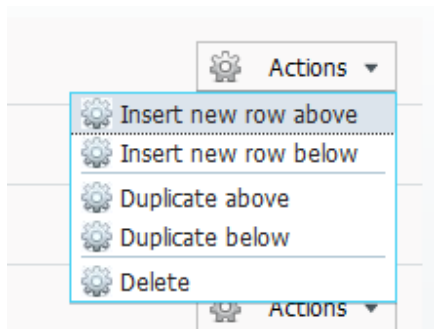 Actions
Insert new row above
Insert new row below
Duplicate above
Duplicate below
Delete
Actions